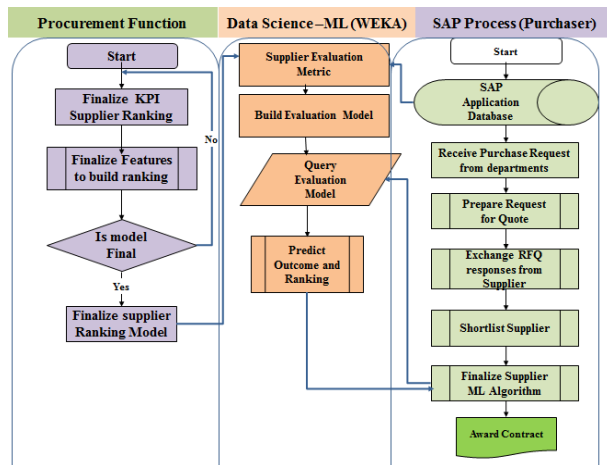 Procurement Function
Data Science –ML (WEKA)
SAP Process (Purchaser)
Start
Finalize KPI
Supplier Ranking
No
Finalize Features
to build ranking
Is model
Final
Yes
Finalize supplier
Ranking Model
Supplier Evaluation
Metric
Build Evaluation Model
Query
Evaluation
Model
Predict
Outcome and
Ranking
Start
SAP
Application
Database
Receive Purchase Request
from departments
Prepare Request
for Quote
Exchange RFQ
responses from
Supplier
Shortlist Supplier
Finalize Supplier
ML Algorithm
Award Contract